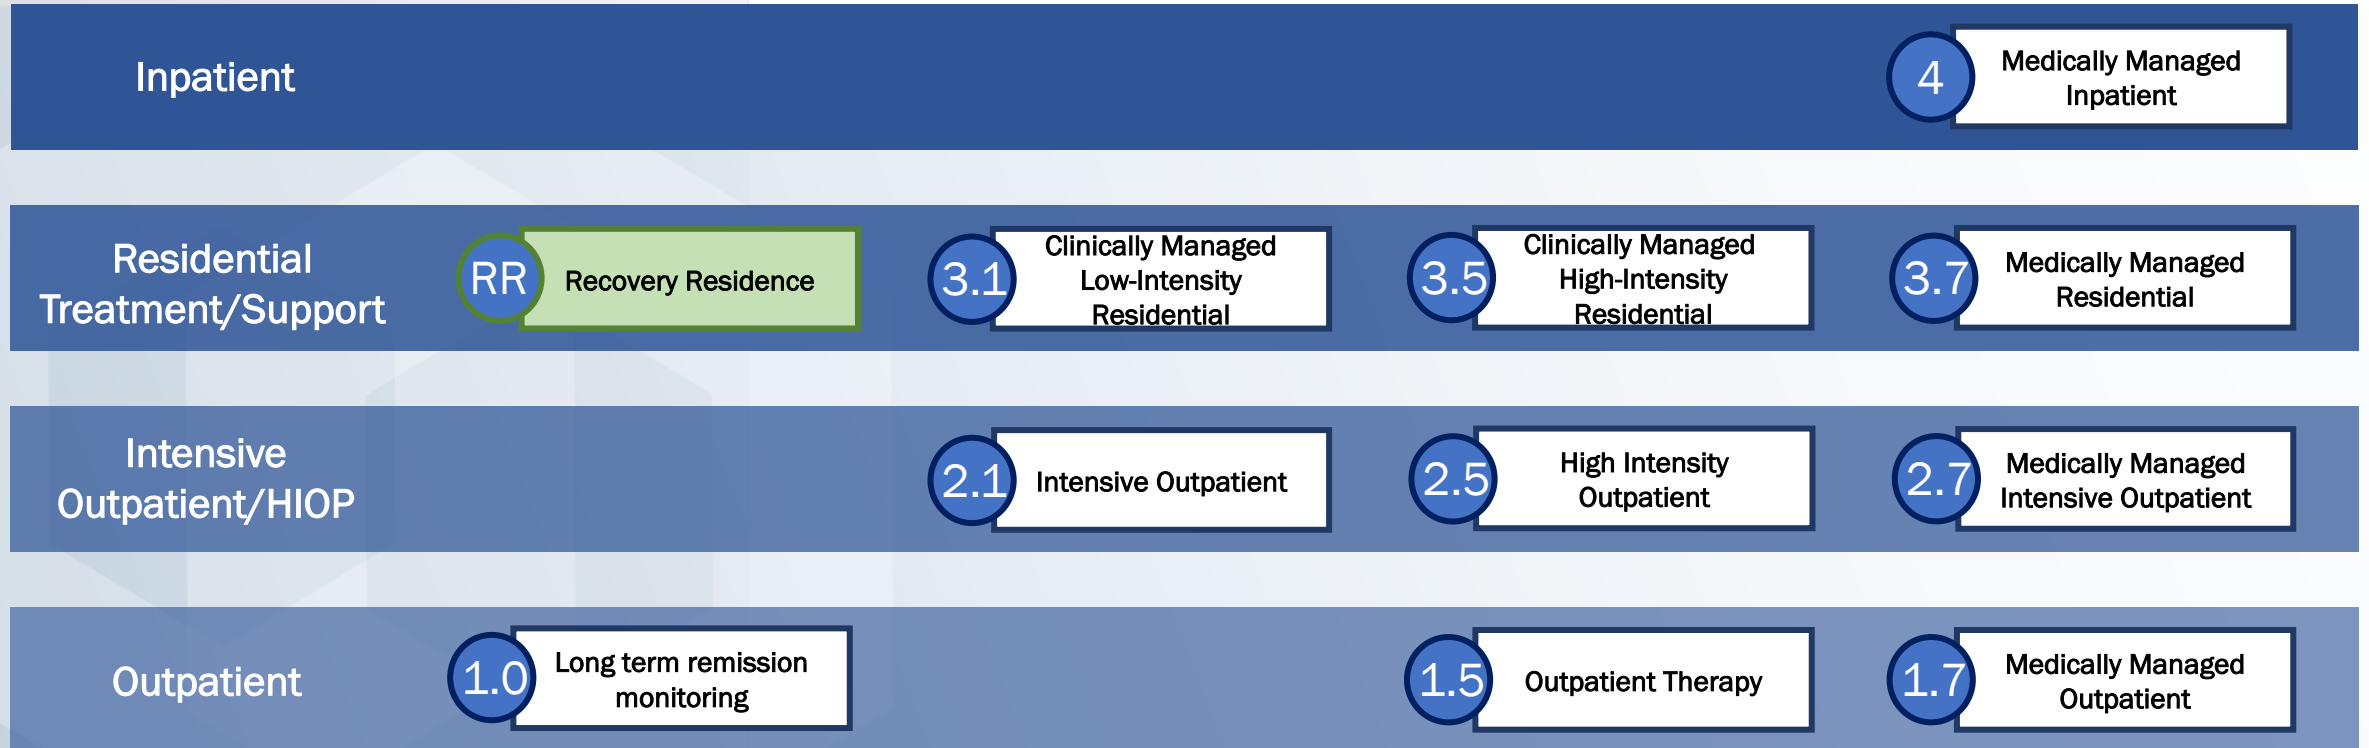 Inpatient
4
Medically Managed
Inpatient
Residential
Treatment/Support
RR
Recovery Residence
3.1
Clinically Managed
Low-Intensity
Residential
3.5
Clinically Managed
High-Intensity
Residential
3.7
Medically Managed
Residential
Intensive
Outpatient/HIOP
2.1
Intensive Outpatient
2.5
High Intensity
Outpatient
2.7
Medically Managed
Intensive Outpatient
Outpatient
1.0
Long term remission
monitoring
1.5
Outpatient Therapy
1.7
Medically Managed
Outpatient